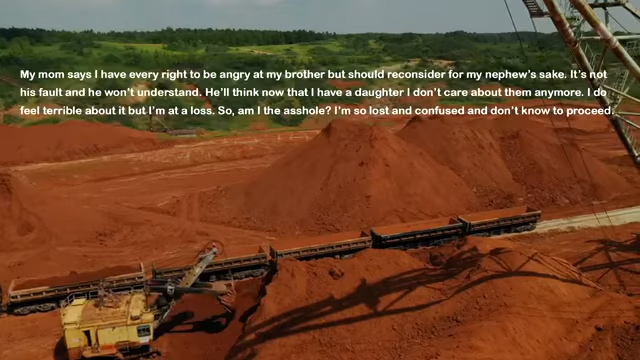 My mom says I have every right to be angry at my brother but should reconsider for my nephew's sake. It's not
his fault and he won't understand. He'll think now that I have a daughter I don't care about them anymore. I do
feel terrible about it but I'm at a loss. So, am I the asshole? I'm so lost and confused and don't know to proceed.